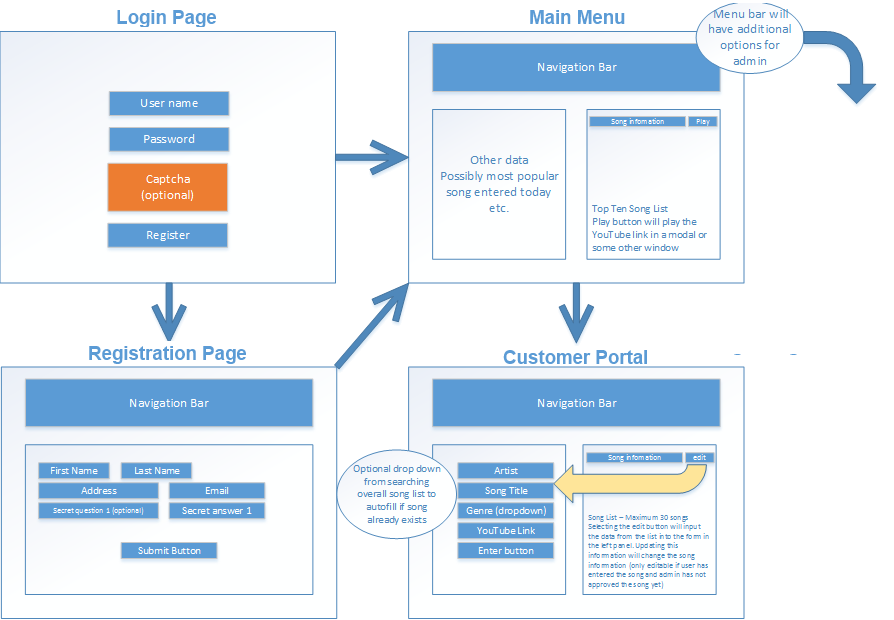 Login Page
User name
Password
Captcha
(optional)
Register
Main Menu
Navigation Bar
Menu bar will
have additional
options for
admin
Other data
Possibly most popular
song entered today
etc.
Song infomation
Play
Top Ten Song List
Play button will play the
YouTube link in a modal or
some other window
Registration Page
Navigation Bar
First Name
Last Name
Address
Email
Secret question 1 (optional)
Secret answer 1
Submit Button
Customer Portal
Navigation Bar
Optional drop down
from searching
overall song list to
autofill if song
already exists
Artist
Song Title
Genre (dropdown)
YouTube Link
Enter button
Song infomation
edit
Song List – Maximum 30 songs
Selecting the edit button will input
the data from the list into the form in
the left panel. Updating this
information will change the song
information (only editable if user has
entered the song and admin has not
approved the song yet)